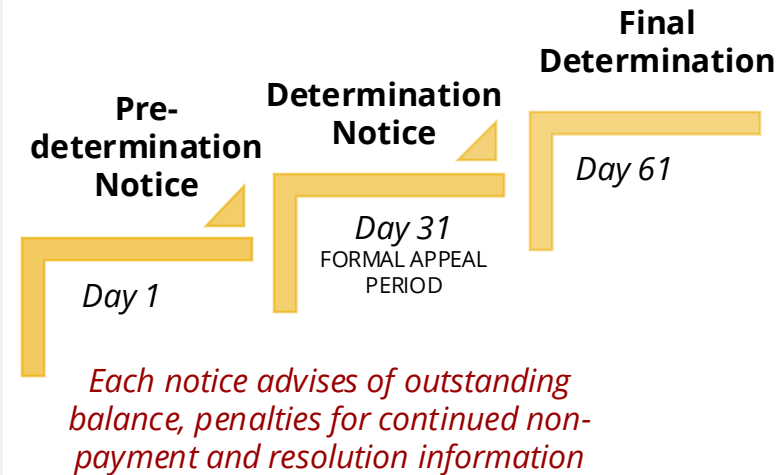 Pre-
determination
Notice
Day 1
Determination
Notice
Day 31
FORMAL APPEAL
PERIOD
Final
Determination
Day 61
Each notice advises of outstanding
balance, penalties for continued non-
payment and resolution information